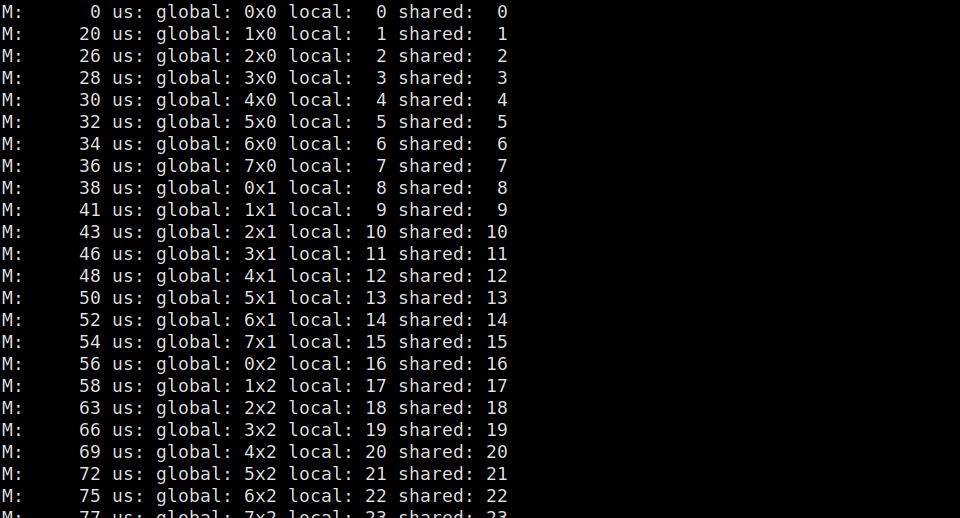 M:      0 us: global: 0x0 local:  0 shared:  0
M:     20 us: global: 1x0 local:  1 shared:  1
M:     26 us: global: 2x0 local:  2 shared:  2
M:     28 us: global: 3x0 local:  3 shared:  3
M:     30 us: global: 4x0 local:  4 shared:  4
M:     32 us: global: 5x0 local:  5 shared:  5
M:     34 us: global: 6x0 local:  6 shared:  6
M:     36 us: global: 7x0 local:  7 shared:  7
M:     38 us: global: 0x1 local:  8 shared:  8
M:     41 us: global: 1x1 local:  9 shared:  9
M:     43 us: global: 2x1 local: 10 shared: 10
M:     46 us: global: 3x1 local: 11 shared: 11
M:     48 us: global: 4x1 local: 12 shared: 12
M:     50 us: global: 5x1 local: 13 shared: 13
M:     52 us: global: 6x1 local: 14 shared: 14
M:     54 us: global: 7x1 local: 15 shared: 15
M:     56 us: global: 0x2 local: 16 shared: 16
M:     58 us: global: 1x2 local: 17 shared: 17
M:     63 us: global: 2x2 local: 18 shared: 18
M:     66 us: global: 3x2 local: 19 shared: 19
M:     69 us: global: 4x2 local: 20 shared: 20
M:     72 us: global: 5x2 local: 21 shared: 21
M:     75 us: global: 6x2 local: 22 shared: 22
M:     77 us: global: 7x2 local: 23 shared: 23